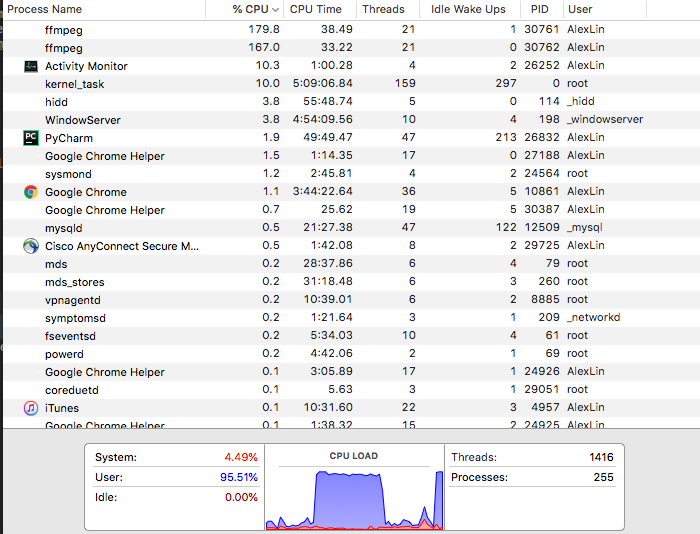 Process Name % CPU CPU Time Threads Idle Wake Ups PID User
ffmpeg 179.8 38.49 21 1 30761 AlexLin
ffmpeg 167.0 33.22 21 0 30762 AlexLin
Activity Monitor 10.3 1:00.28 4 2 26252 AlexLin
kernel_task 10.0 5:09:06.84 159 297 0 root
hidd 3.8 55:48.74 5 0 114 _hidd
WindowServer 3.8 4:54:09.56 10 4 198 _windowserver
PC PyCharm 1.9 49:49.47 47 213 26832 AlexLin
Google Chrome Helper 1.5 1:14.35 17 0 27188 AlexLin
sysmond 1.2 2:45.81 4 2 24564 root
Google Chrome 1.1 3:44:22.64 36 5 10861 AlexLin
Google Chrome Helper 0.7 25.62 19 5 30387 AlexLin
mysqld 0.5 21:27.38 47 122 12509 _mysql
Cisco AnyConnect Secure M... 0.5 1:42.08 8 2 29725 AlexLin
mds 0.2 28:37.86 6 4 79 root
mds_stores 0.2 31:18.48 6 3 260 root
vpnagentd 0.2 10:39.01 6 2 8885 root
symptomsd 0.2 1:21.64 3 1 209 _networkd
fseventsd 0.2 5:34.03 10 4 61 root
powerd 0.2 4:42.06 2 1 69 root
Google Chrome Helper 0.1 3:05.89 17 1 24926 AlexLin
coreduetd 0.1 5.63 3 1 29051 root
iTunes 0.1 10:31.60 22 3 4957 AlexLin
Google Chrome Helper 0.1 1:38.32 15 2 24925 AlexLin
System: 4.49%
User: 95.51%
Idle: 0.00%
CPU LOAD
Threads: 1416
Processes: 255